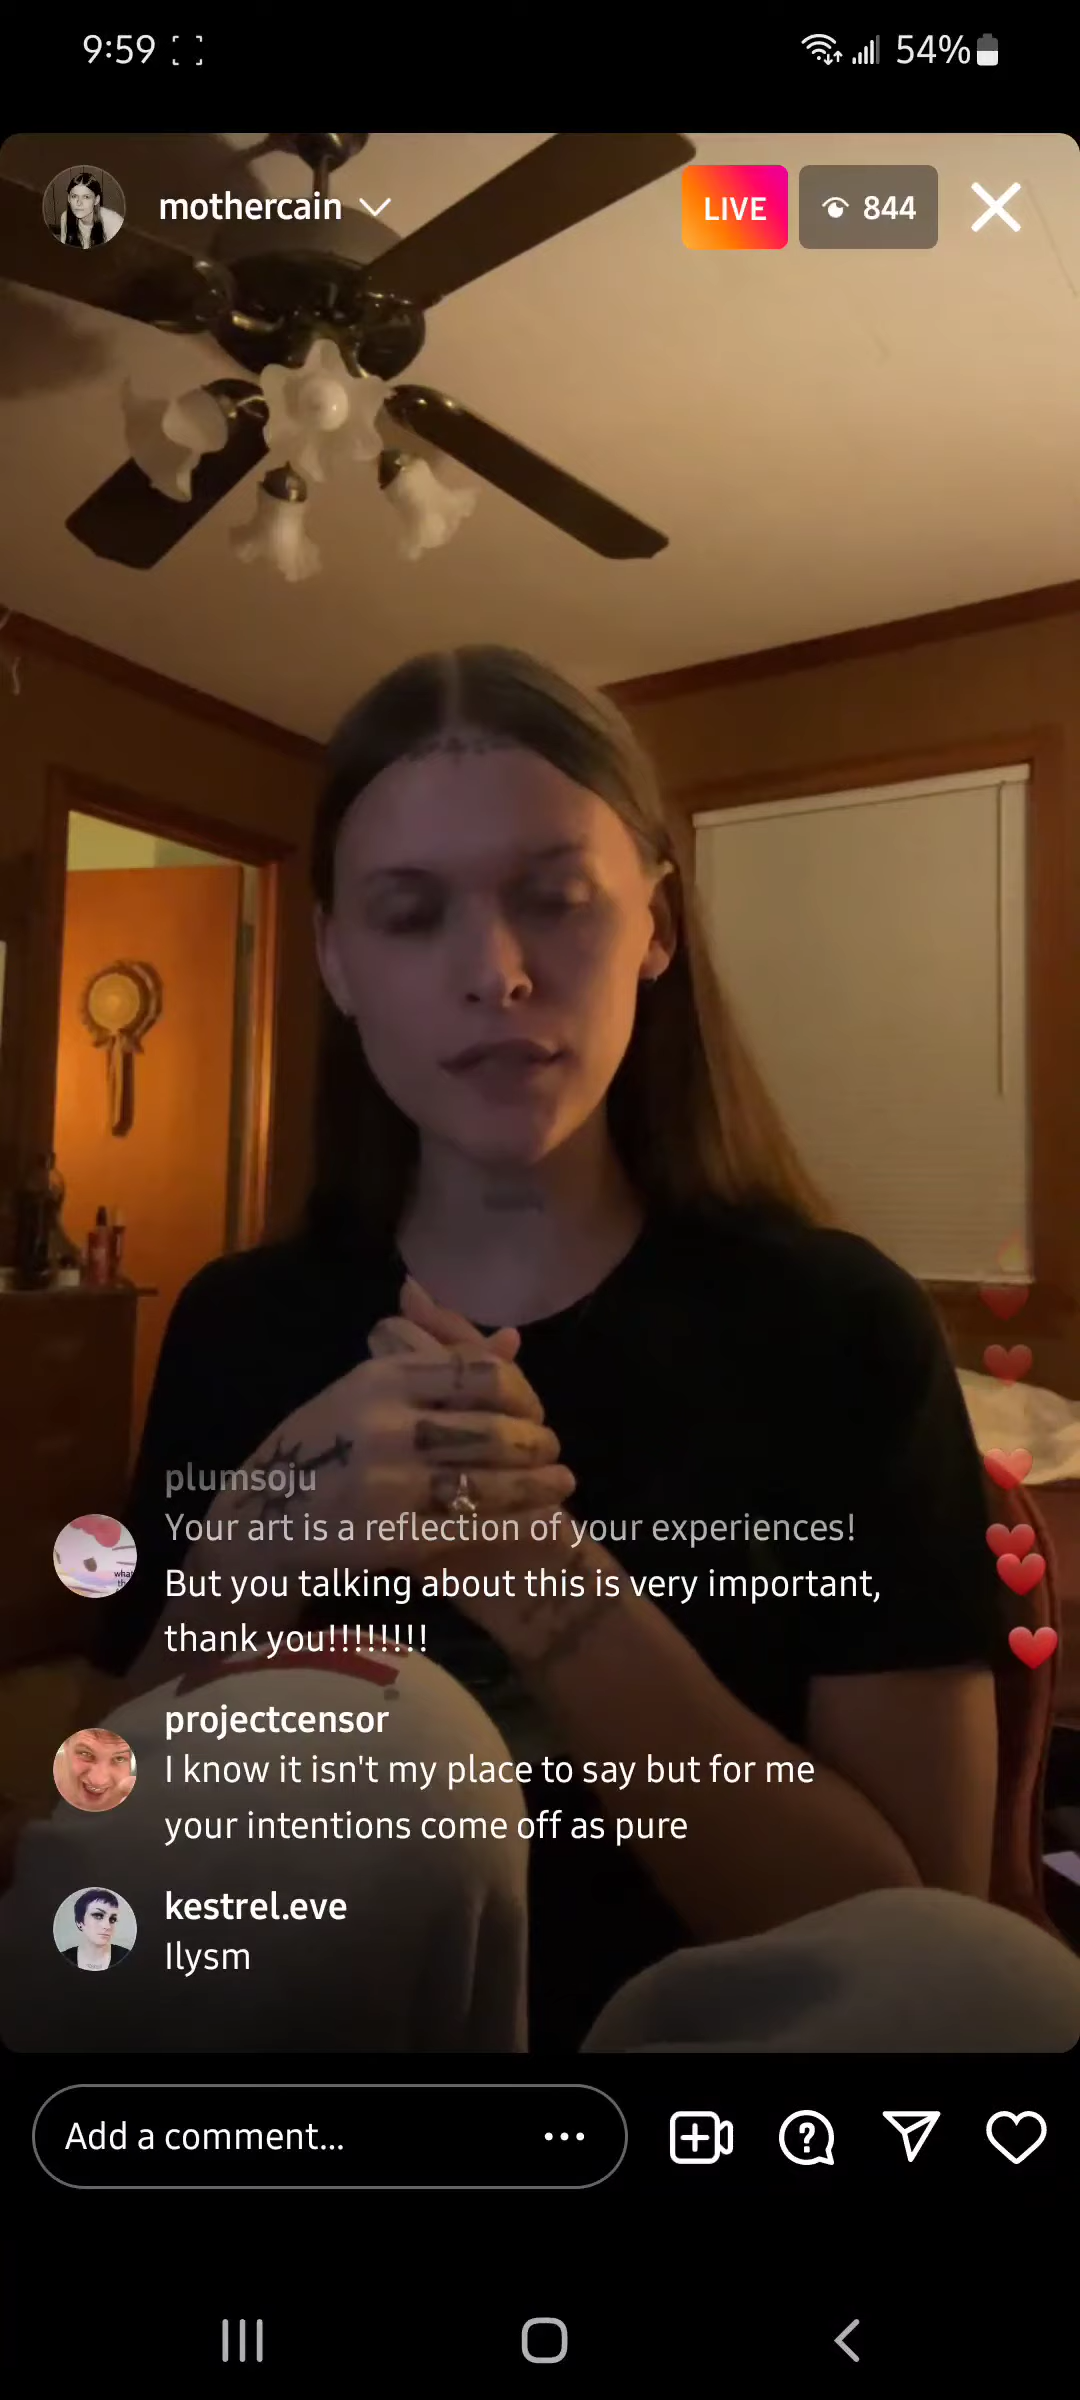 9:59
54%
mothercain
LIVE
844
plumsoju
Your art is a reflection of your experiences!
But you talking about this is very important,
thank you!!!!!!!!
projectcensor
I know it isn't my place to say but for me
your intentions come off as pure
kestrel.eve
Ilysm
Add a comment...